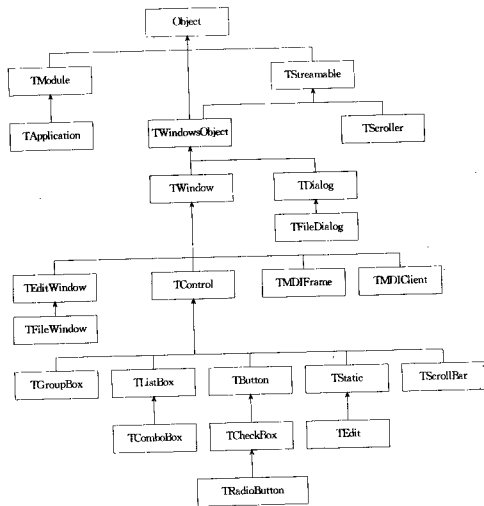 Object
TModule
TStreamable
TApplication
TWindowsObject
TScroller
TWindow
TDialog
TFileDialog
TEditWindow
TControl
TMDIFrame
TMDIClient
TFileWindow
TGroupBox
TListBox
TButton
TStatic
TScrollBar
TComboBox
TCheckBox
TEdit
TRadioButton